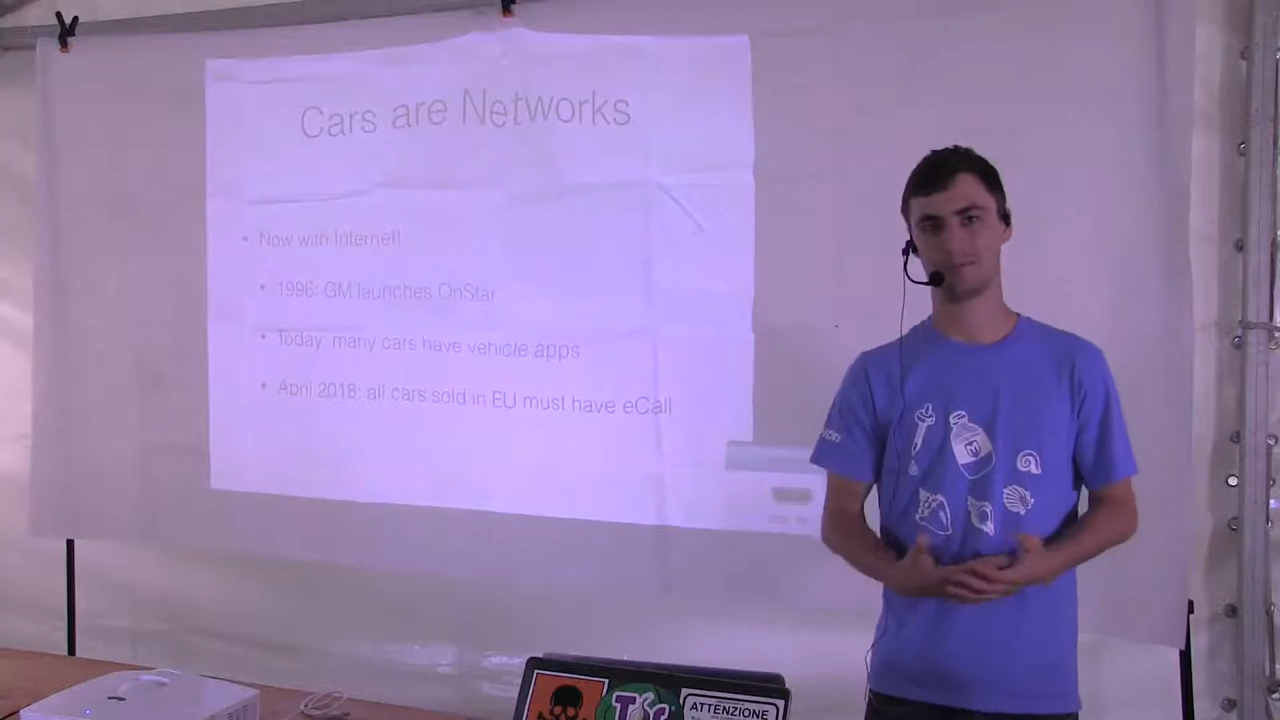 Cars are Networks
• Now with Internet!
• 1996: GM launches OnStar
• Today: many cars have vehicle apps
• April 2018: all cars sold in EU must have eCall
M
ATTENZIONE